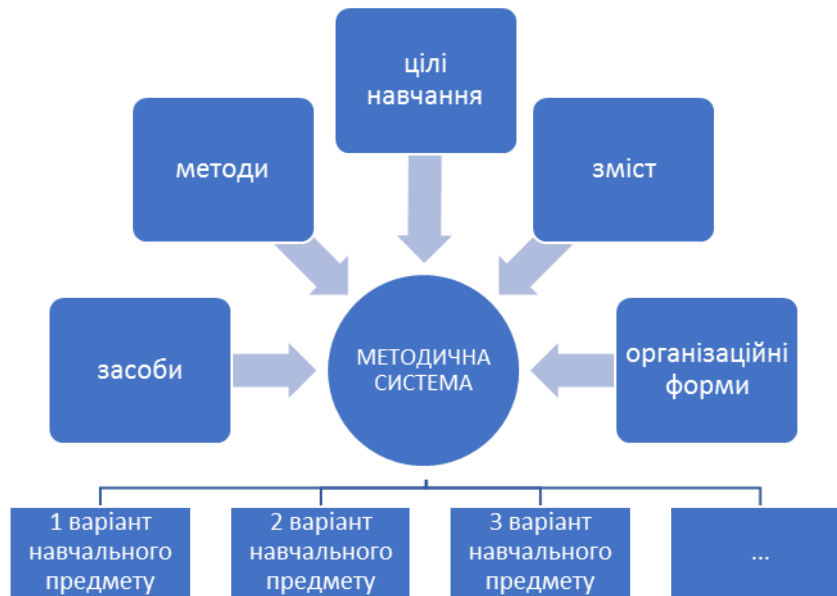 цілі
навчання
методи
зміст
засоби
МЕТОДИЧНА
СИСТЕМА
організаційні
форми
1 варіант
навчального
предмету
2 варіант
навчального
предмету
3 варіант
навчального
предмету
...